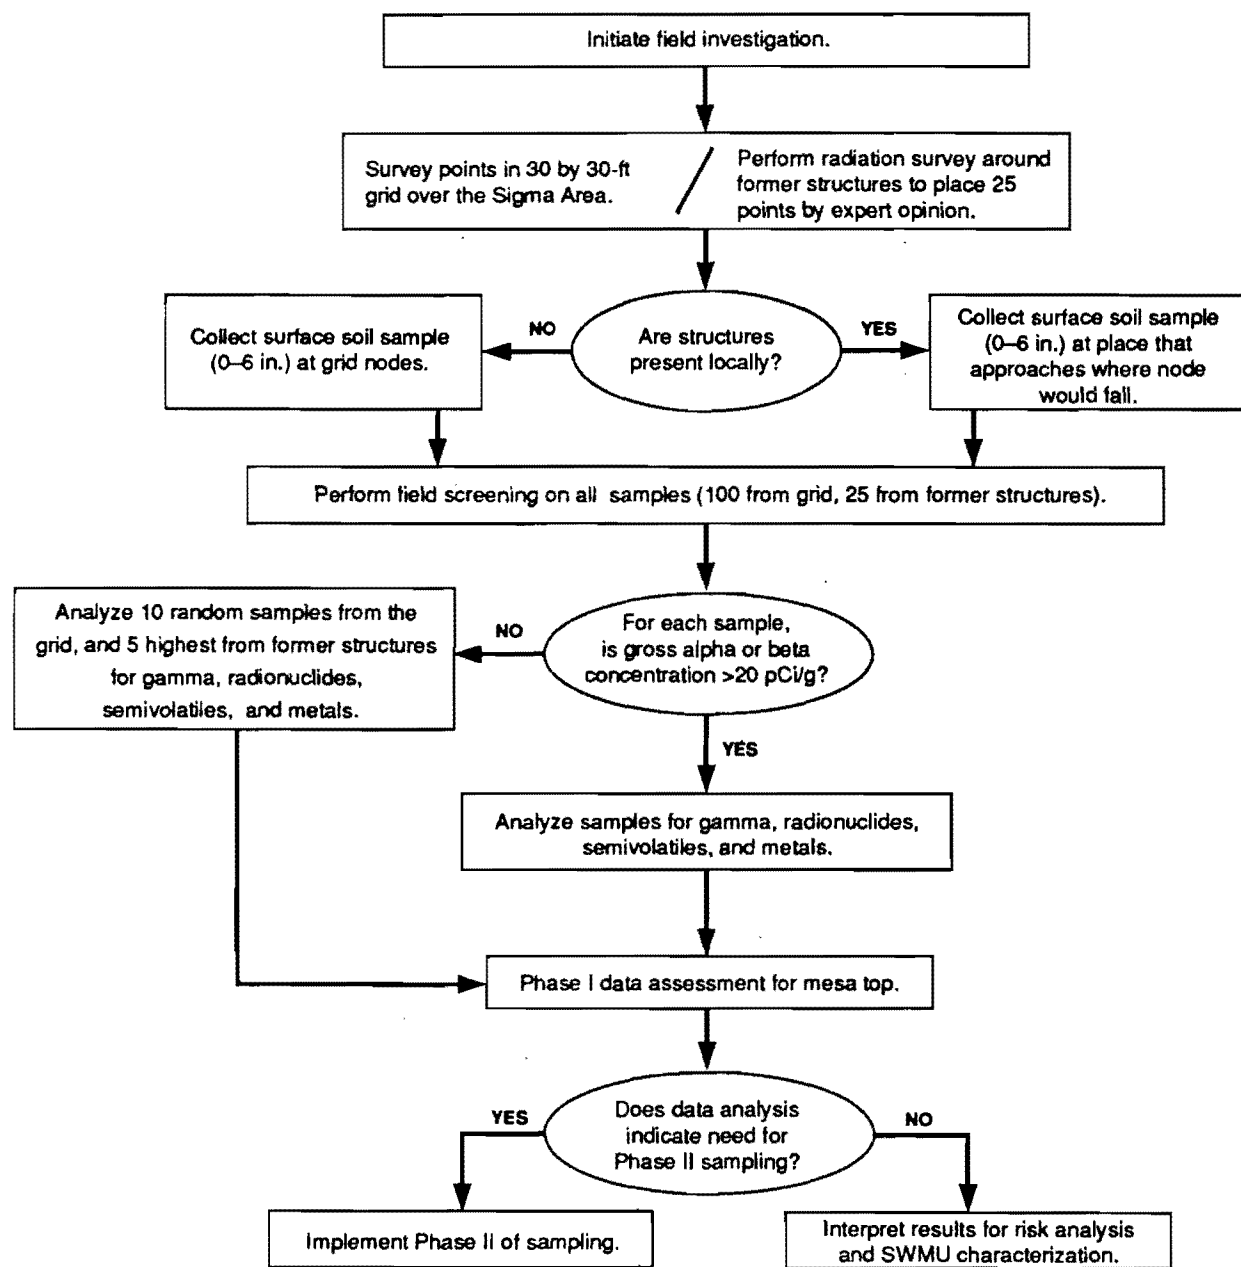 Initiate field investigation.
Survey points in 30 by 30-ft
grid over the Sigma Area.
Perform radiation survey around
former structures to place 25
points by expert opinion.
Collect surface soil sample
(0–6 in.) at grid nodes.
NO
Are structures
present locally?
YES
Collect surface soil sample
(0–6 in.) at place that
approaches where node
would fall.
Perform field screening on all samples (100 from grid, 25 from former structures).
Analyze 10 random samples from the
grid, and 5 highest from former structures
for gamma, radionuclides,
semivolatiles, and metals.
NO
For each sample,
is gross alpha or beta
concentration >20 pCi/g?
YES
Analyze samples for gamma, radionuclides,
semivolatiles, and metals.
Phase I data assessment for mesa top.
YES
Does data analysis
indicate need for
Phase II sampling?
NO
Implement Phase II of sampling.
Interpret results for risk analysis
and SWMU characterization.